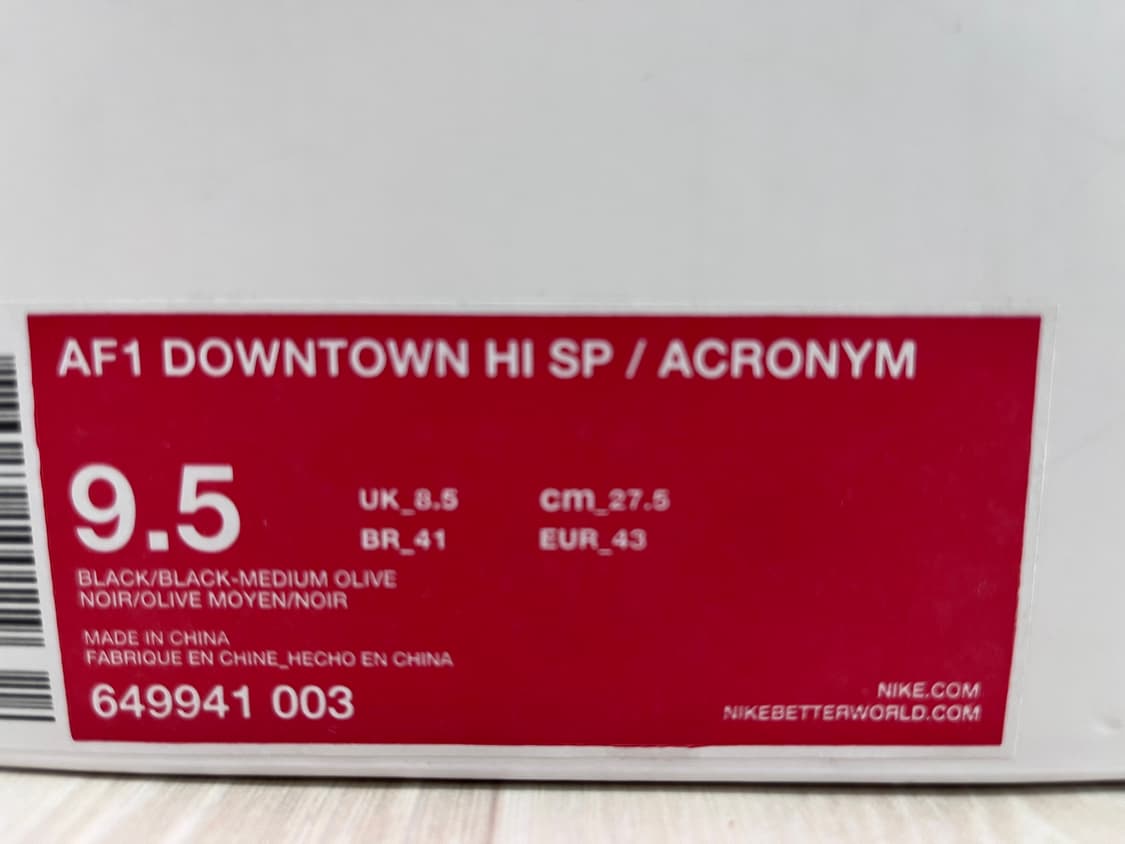 AF1 DOWNTOWN HI SP / ACRONYM
9.5
UK_8.5 cm_27.5
BR_41 EUR_43
BLACK/BLACK-MEDIUM OLIVE
NOIR/OLIVE MOYEN/NOIR
MADE IN CHINA
FABRIQUE EN CHINE_HECHO EN CHINA
649941 003
NIKE.COM
NIKEBETTERWORLD.COM